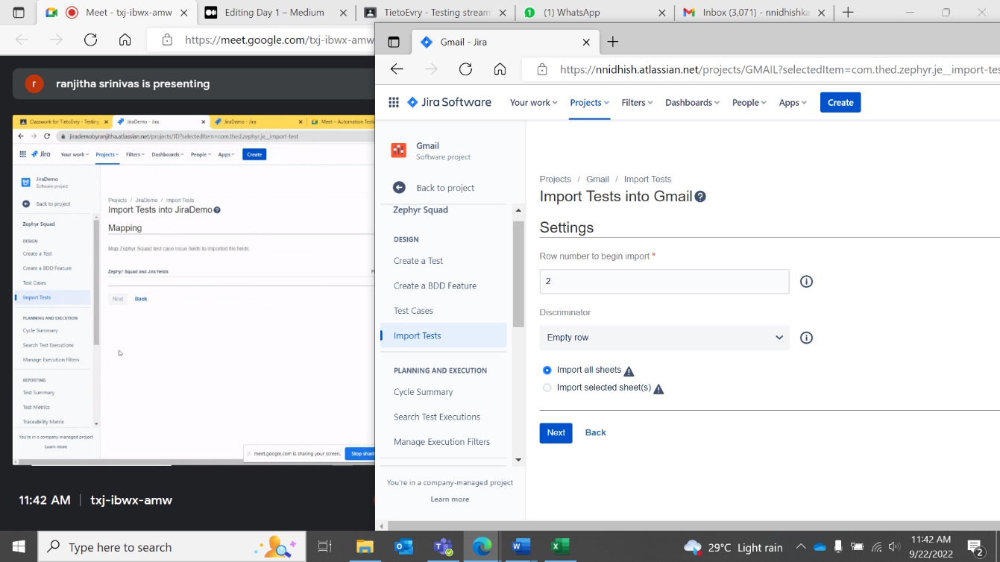 Meet - txj-ibwx-amw
Editing Day 1 – Medium
TietoEvry - Testing stream
(1) WhatsApp
Inbox (3,071) - nnidhishka
https://meet.google.com/txj-ibwx-amw
r
ranjitha srinivas is presenting
Classwork for TietoEvry - Testing
JiraDemo - Jira
JiraDemo - Jira
Meet – Automation Testi
jirademobyranjitha.atlassian.net/projects/JD?selectedItem=com.thed.zephyr.je__import-test
Jira
Your work
Projects
Filters
Dashboards
People
Apps
Create
JiraDemo
Software project
Back to project
Zephyr Squad
DESIGN
Create a Test
Create a BDD Feature
Test Cases
Import Tests
PLANNING AND EXECUTION
Cycle Summary
Search Test Executions
Manage Execution Filters
REPORTING
Test Summary
Test Metrics
Traceability Matrix
You're in a company-managed project
Learn more
Projects / JiraDemo / Import Tests
Import Tests into JiraDemo
Mapping
Map Zephyr Squad test case issue fields to imported file fields.
Zephyr Squad and Jira fields
Next
Back
meet.google.com is sharing your screen.
Stop shari
11:42 AM | txj-ibwx-amw
Gmail - Jira
https://nnidhish.atlassian.net/projects/GMAIL?selectedItem=com.thed.zephyr.je__import-tes
Jira Software
Your work
Projects
Filters
Dashboards
People
Apps
Create
Gmail
Software project
Back to project
Zephyr Squad
DESIGN
Create a Test
Create a BDD Feature
Test Cases
Import Tests
PLANNING AND EXECUTION
Cycle Summary
Search Test Executions
Manage Execution Filters
You're in a company-managed project
Learn more
Projects / Gmail / Import Tests
Import Tests into Gmail
Settings
Row number to begin import *
2
Discriminator
Empty row
Import all sheets
Import selected sheet(s)
Next
Back
Type here to search
29°C Light rain
11:42 AM
9/22/2022
2